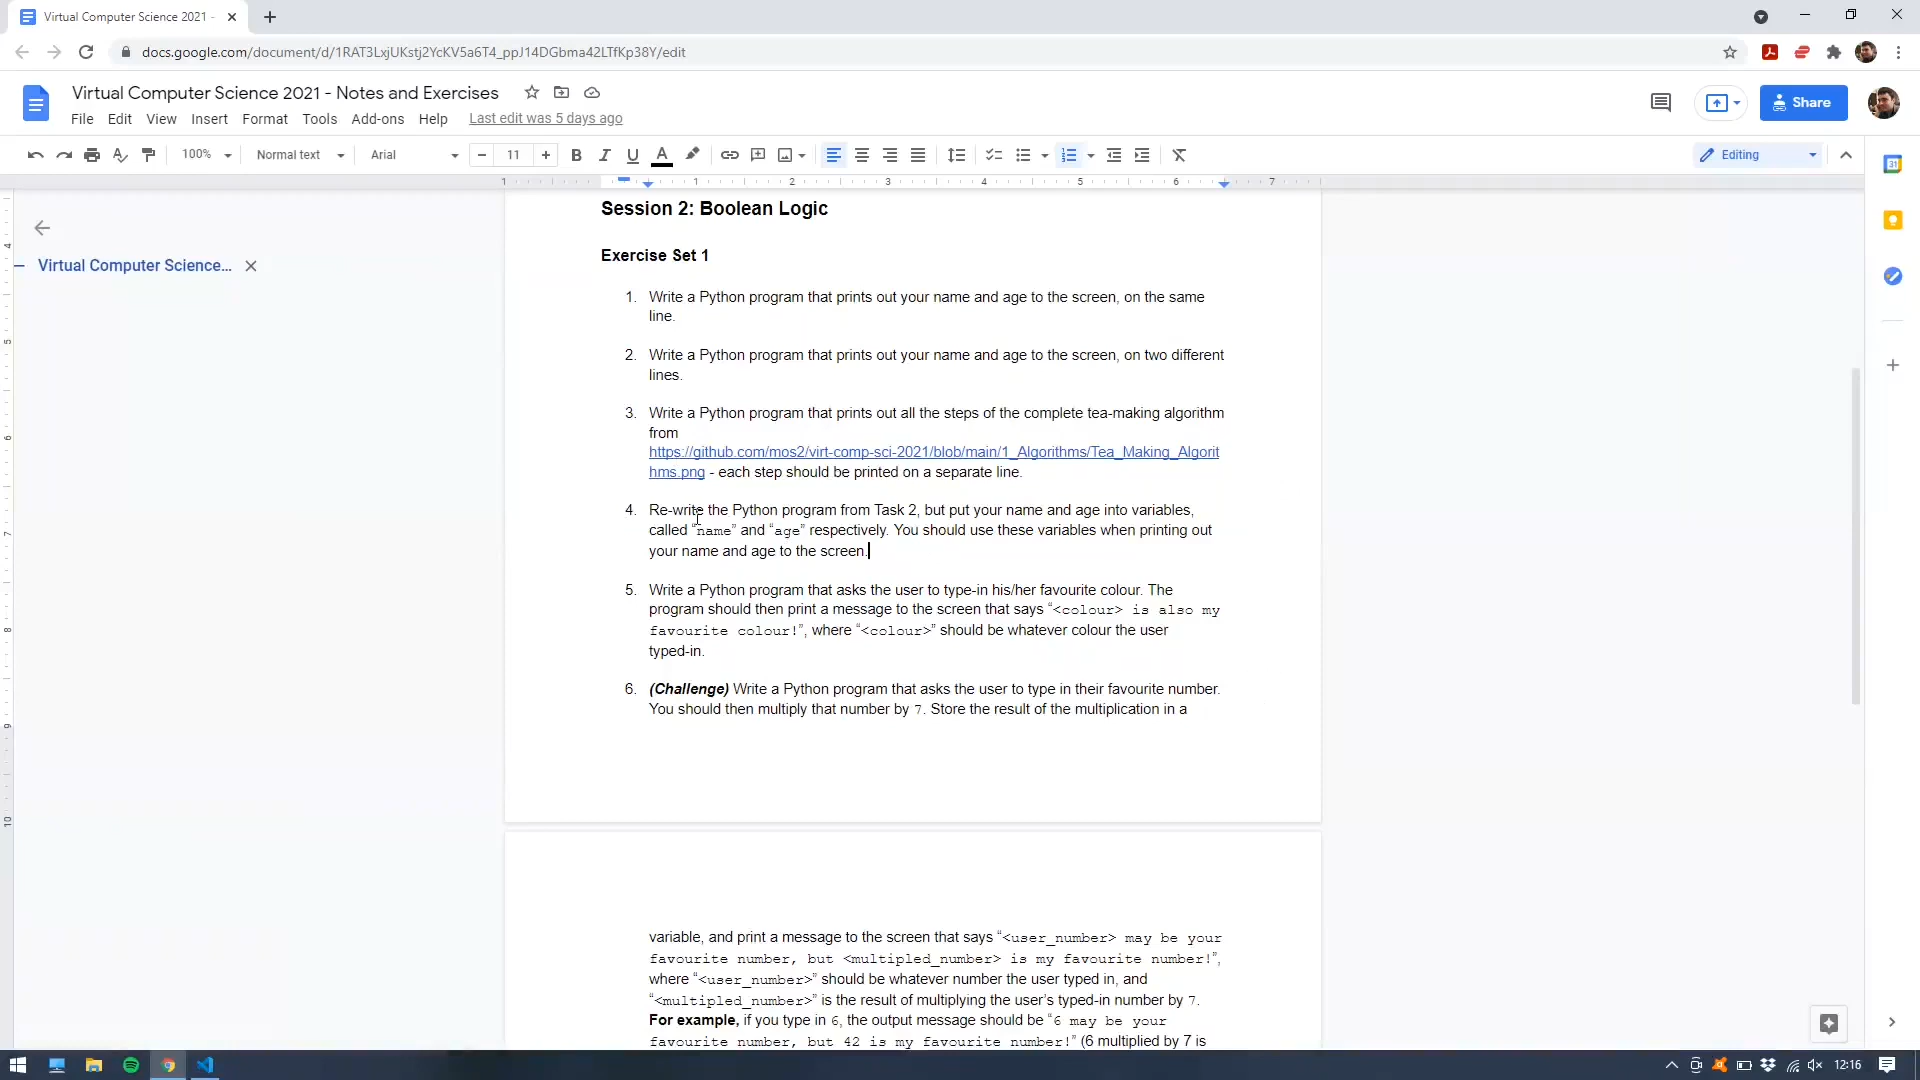 Virtual Computer Science 2021 -
docs.google.com/document/d/1RAT3LxjUKstj2YcKV5a6T4_ppJ14DGbma42LTfKp38Y/edit
Virtual Computer Science 2021 - Notes and Exercises
File Edit View Insert Format Tools Add-ons Help Last edit was 5 days ago
Share
100% Normal text Arial 11 B I U A Editing
1 1 2 3 4 5 6 7
Virtual Computer Science...
4
5
6
7
8
9
10
Session 2: Boolean Logic
Exercise Set 1
1. Write a Python program that prints out your name and age to the screen, on the same
line.
2. Write a Python program that prints out your name and age to the screen, on two different
lines.
3. Write a Python program that prints out all the steps of the complete tea-making algorithm
from
https://github.com/mos2/virt-comp-sci-2021/blob/main/1_Algorithms/Tea_Making_Algorit
hms.png - each step should be printed on a separate line.
4. Re-write the Python program from Task 2, but put your name and age into variables,
called “name” and “age” respectively. You should use these variables when printing out
your name and age to the screen.
5. Write a Python program that asks the user to type-in his/her favourite colour. The
program should then print a message to the screen that says “<colour> is also my
favourite colour!”, where “<colour>” should be whatever colour the user
typed-in.
6. (Challenge) Write a Python program that asks the user to type in their favourite number.
You should then multiply that number by 7. Store the result of the multiplication in a
variable, and print a message to the screen that says “<user_number> may be your
favourite number, but <multipled_number> is my favourite number!”,
where “<user_number>” should be whatever number the user typed in, and
“<multipled_number>” is the result of multiplying the user’s typed-in number by 7.
For example, if you type in 6, the output message should be “6 may be your
favourite number, but 42 is my favourite number!” (6 multiplied by 7 is
31
12:16